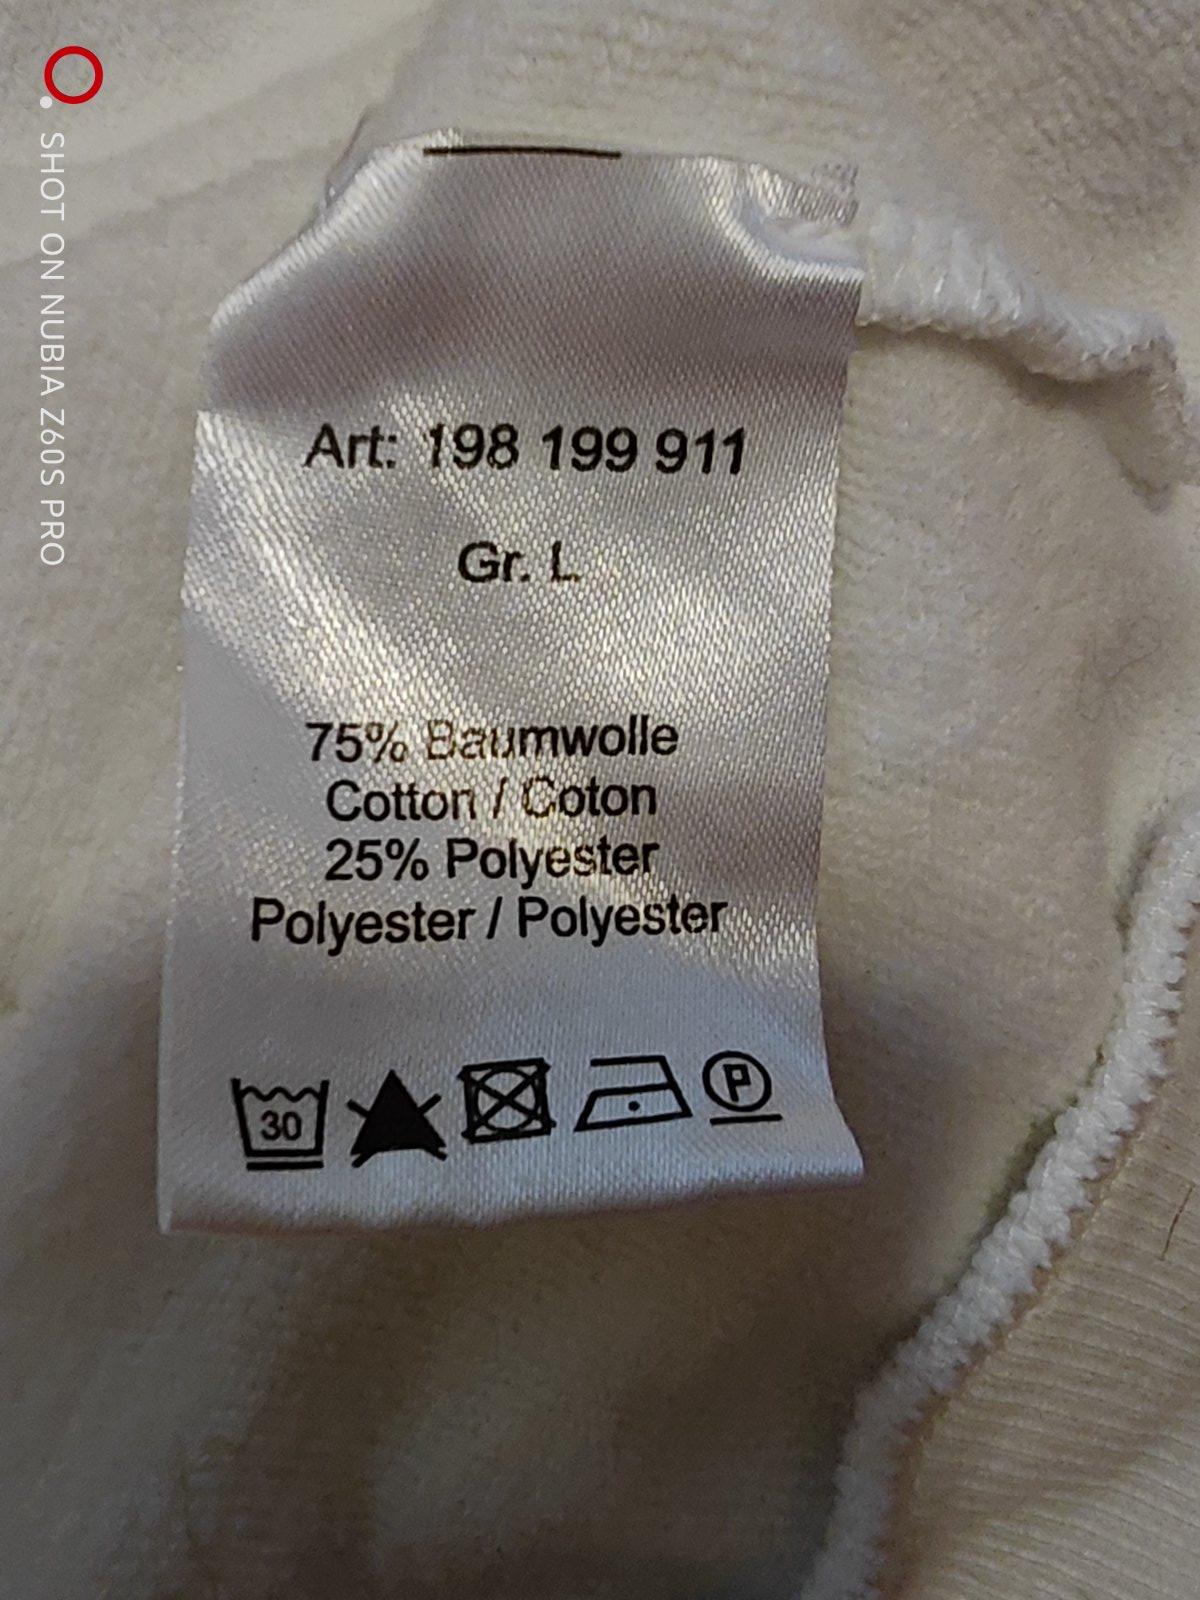 SHOT ON NUBIA Z60S PRO
Art: 198 199 911
Gr. L
75% Baumwolle
Cotton / Coton
25% Polyester
Polyester / Polyester
30
P